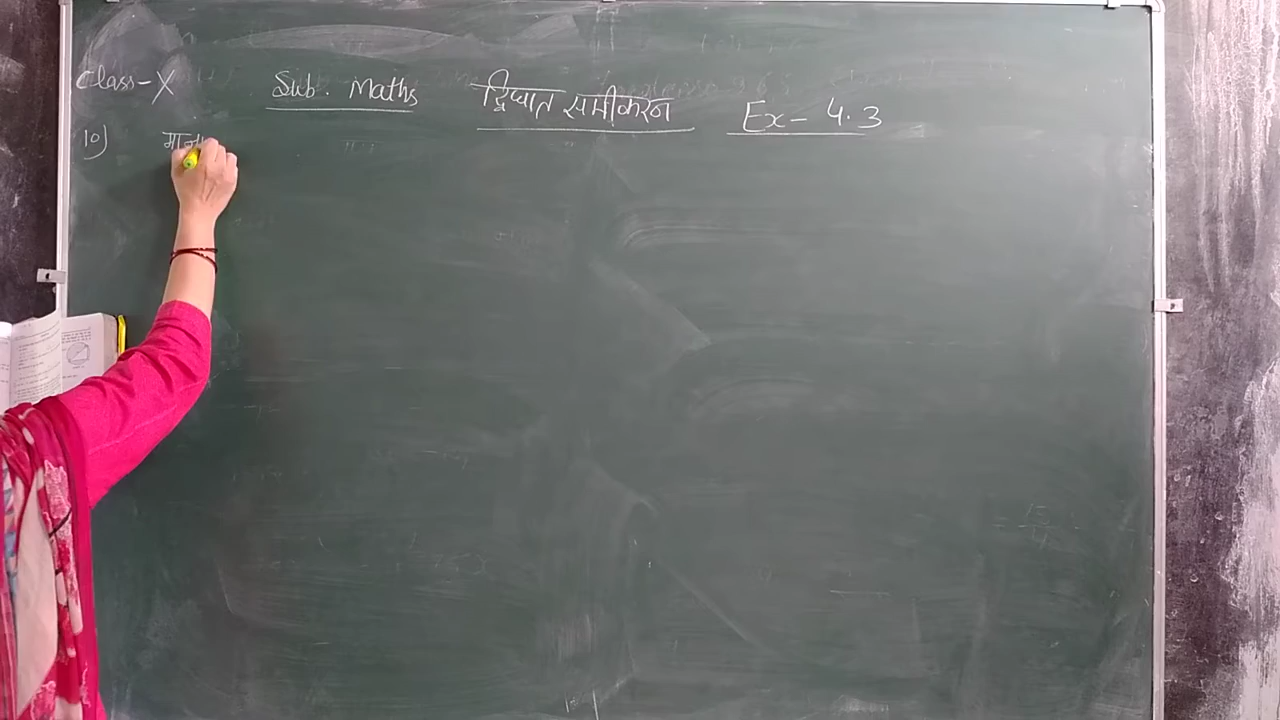 Class-X Sub. Maths द्विघात समीकरण Ex- 4.3
10) माना